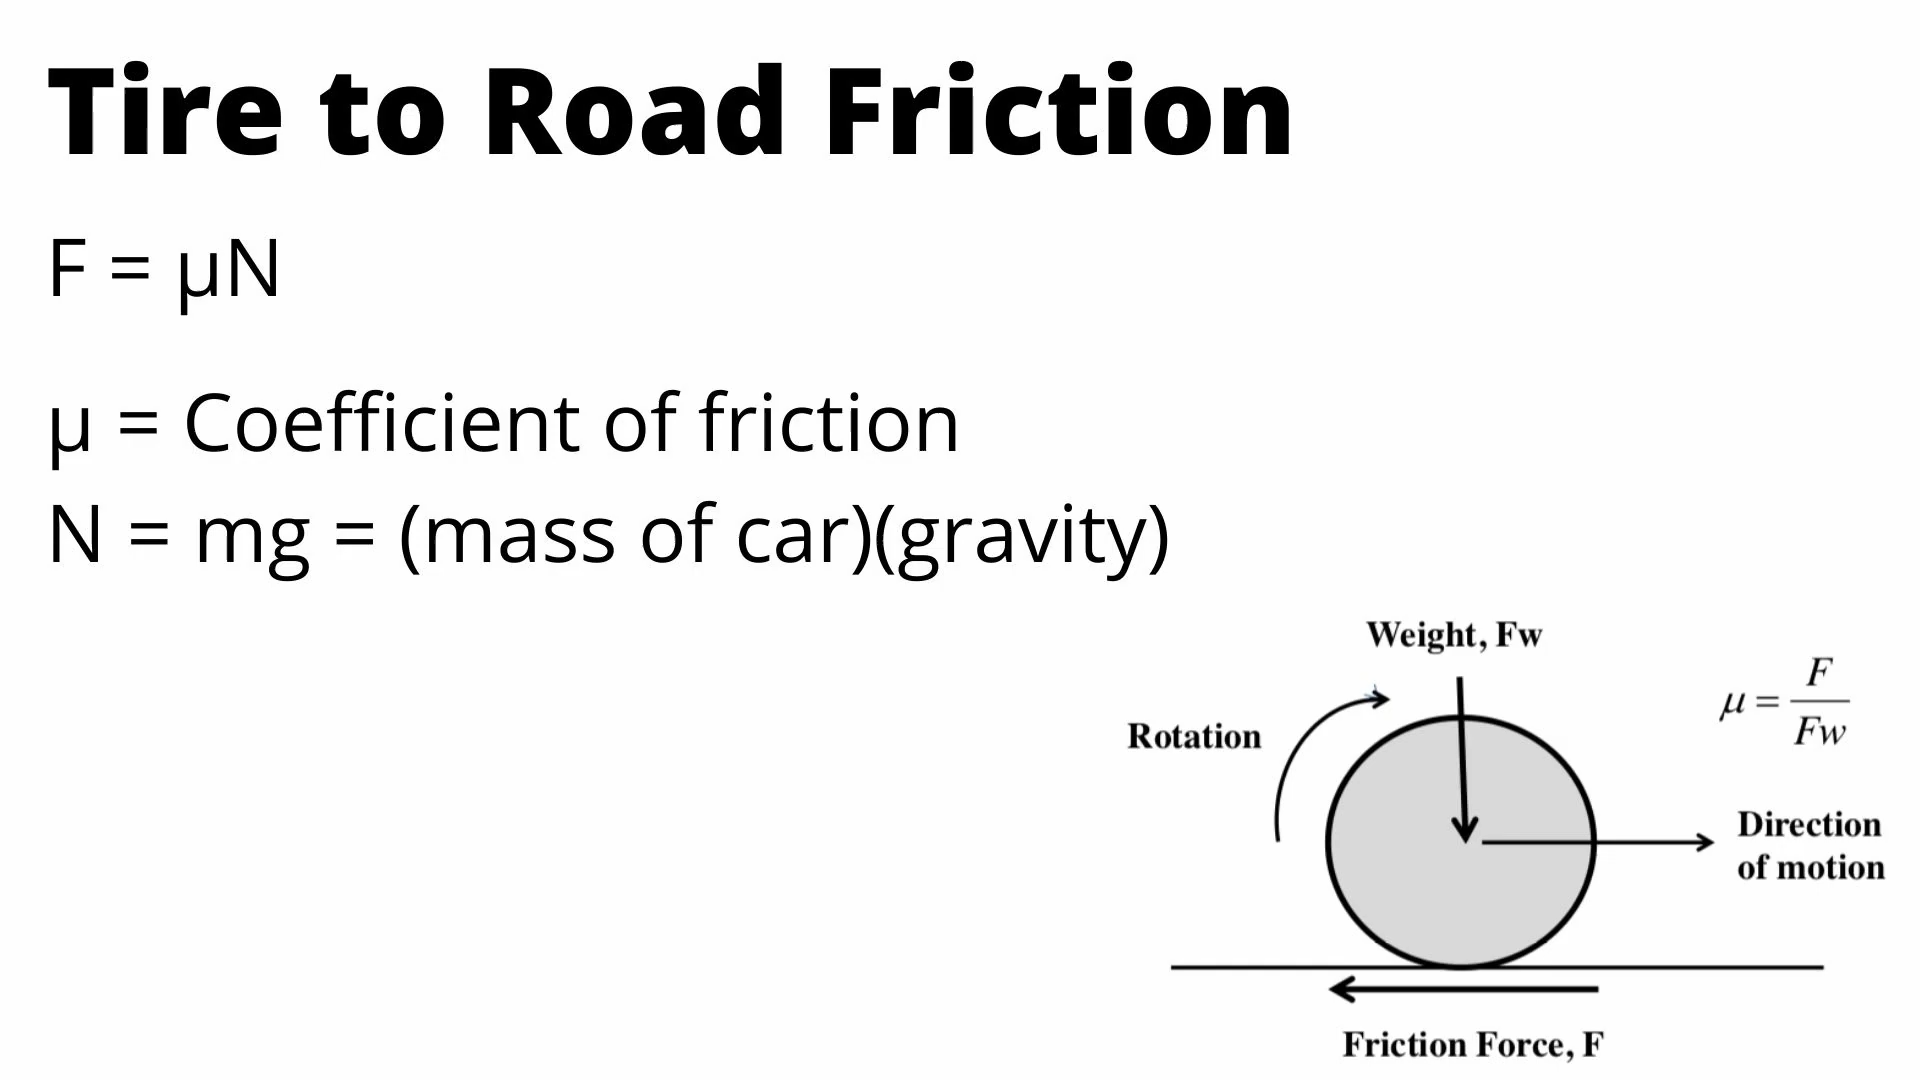 Tire to Road Friction
F = µN
µ = Coefficient of friction
N = mg = (mass of car)(gravity)
Weight, Fw
μ = F / Fw
Rotation
Direction
of motion
Friction Force, F